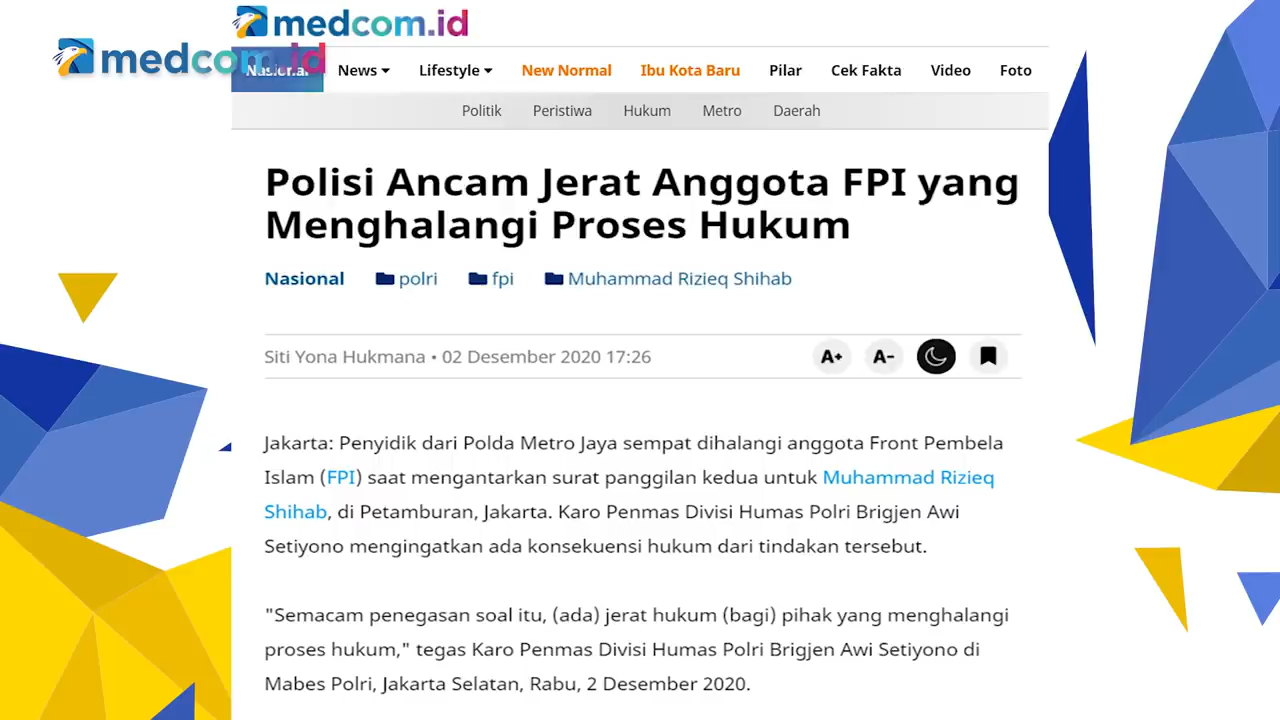 medcom.id
medcom.id
Nasional News Lifestyle New Normal Ibu Kota Baru Pilar Cek Fakta Video Foto
Politik Peristiwa Hukum Metro Daerah
Polisi Ancam Jerat Anggota FPI yang
Menghalangi Proses Hukum
Nasional polri fpi Muhammad Rizieq Shihab
Siti Yona Hukmana • 02 Desember 2020 17:26 A+ A-
Jakarta: Penyidik dari Polda Metro Jaya sempat dihalangi anggota Front Pembela
Islam (FPI) saat mengantarkan surat panggilan kedua untuk Muhammad Rizieq
Shihab, di Petamburan, Jakarta. Karo Penmas Divisi Humas Polri Brigjen Awi
Setiyono mengingatkan ada konsekuensi hukum dari tindakan tersebut.
"Semacam penegasan soal itu, (ada) jerat hukum (bagi) pihak yang menghalangi
proses hukum," tegas Karo Penmas Divisi Humas Polri Brigjen Awi Setiyono di
Mabes Polri, Jakarta Selatan, Rabu, 2 Desember 2020.